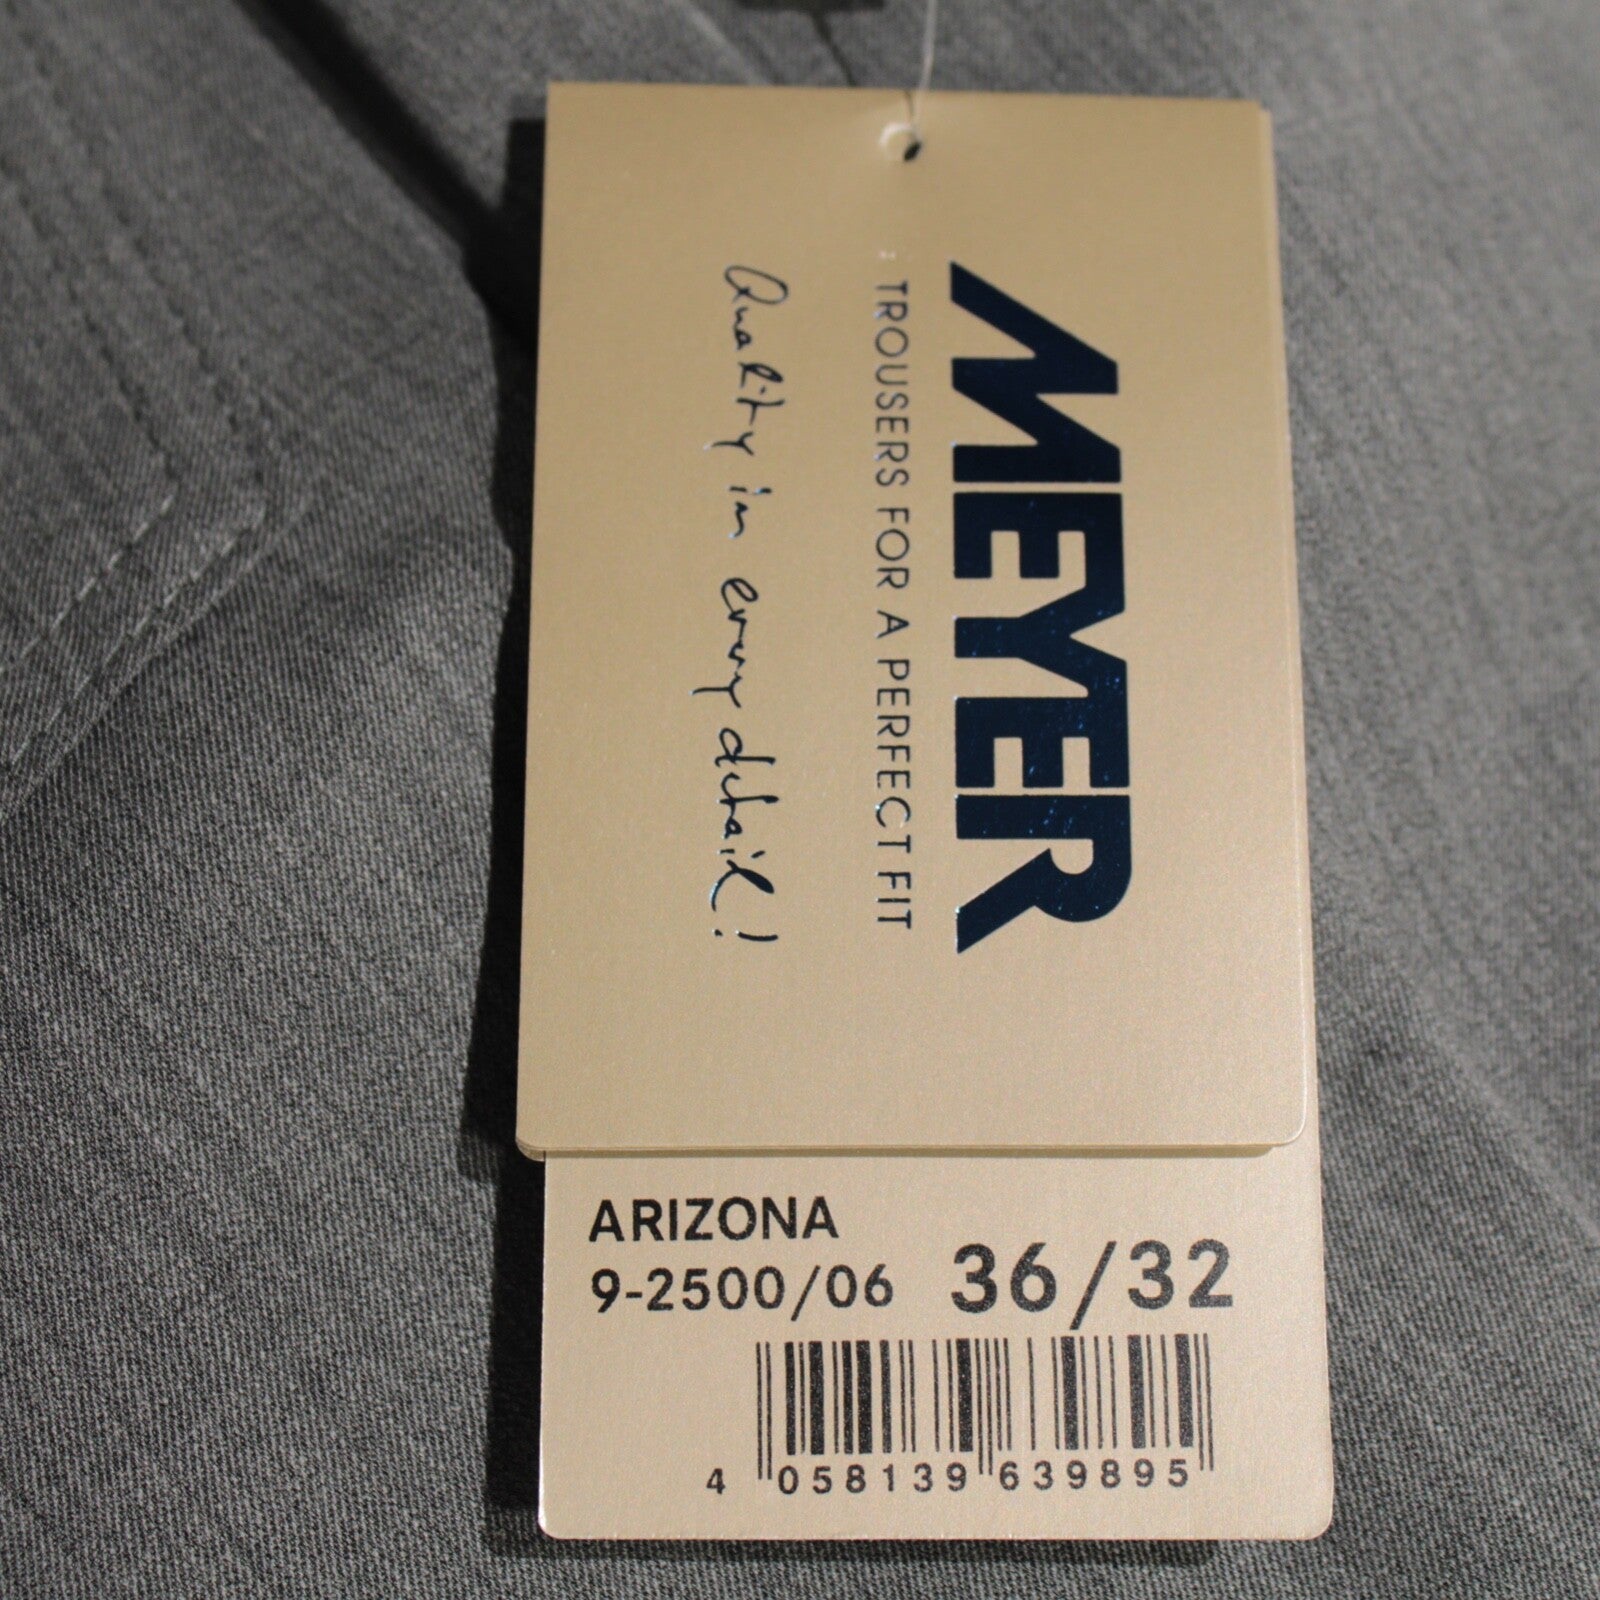 MEYER
TROUSERS FOR A PERFECT FIT
Quality in every detail!
ARIZONA
9-2500/06 36/32
4 058139 639895